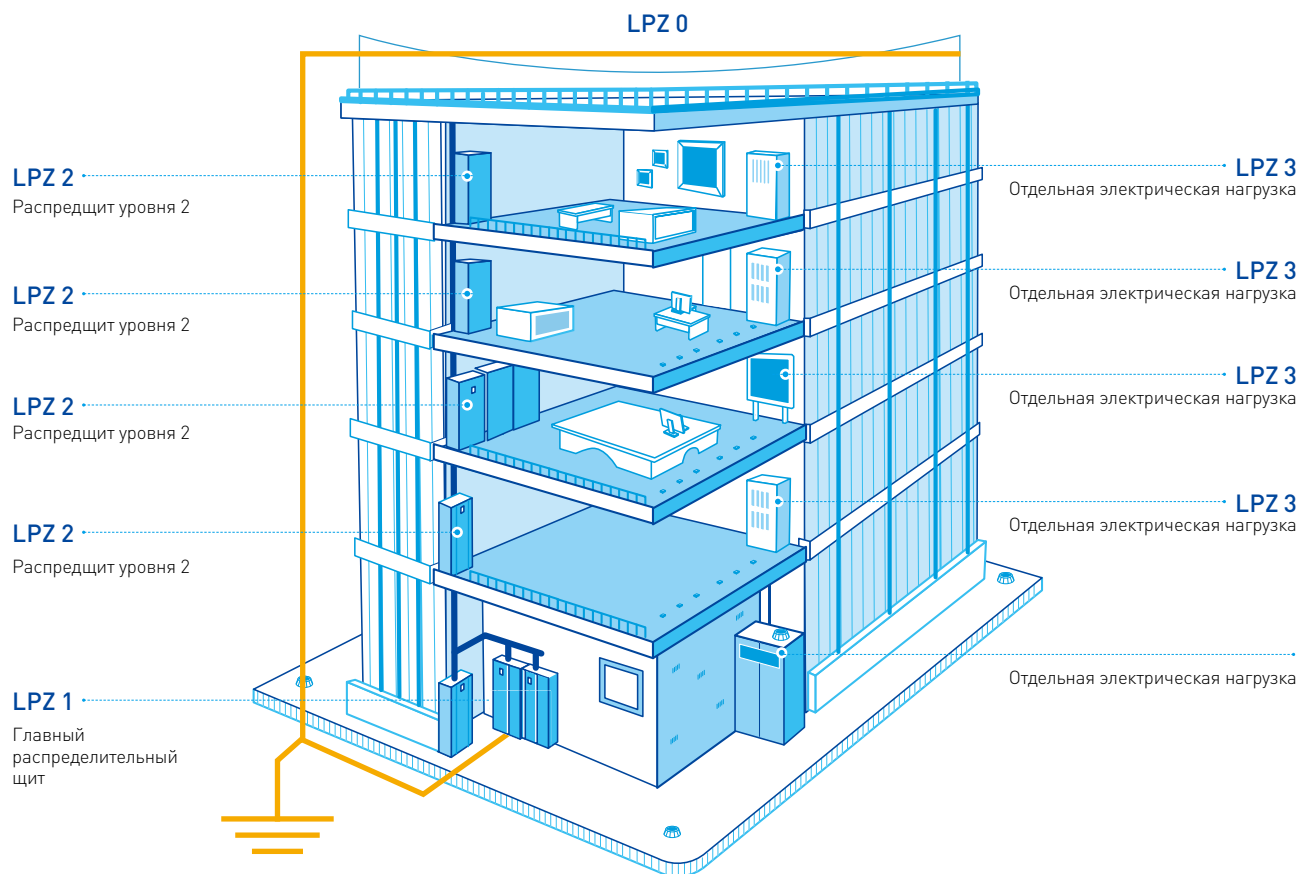 LPZ 0
LPZ 2
Распредщит уровня 2
LPZ 2
Распредщит уровня 2
LPZ 2
Распредщит уровня 2
LPZ 2
Распредщит уровня 2
LPZ 1
Главный
распределительный
щит
LPZ 3
Отдельная электрическая нагрузка
LPZ 3
Отдельная электрическая нагрузка
LPZ 3
Отдельная электрическая нагрузка
LPZ 3
Отдельная электрическая нагрузка
Отдельная электрическая нагрузка